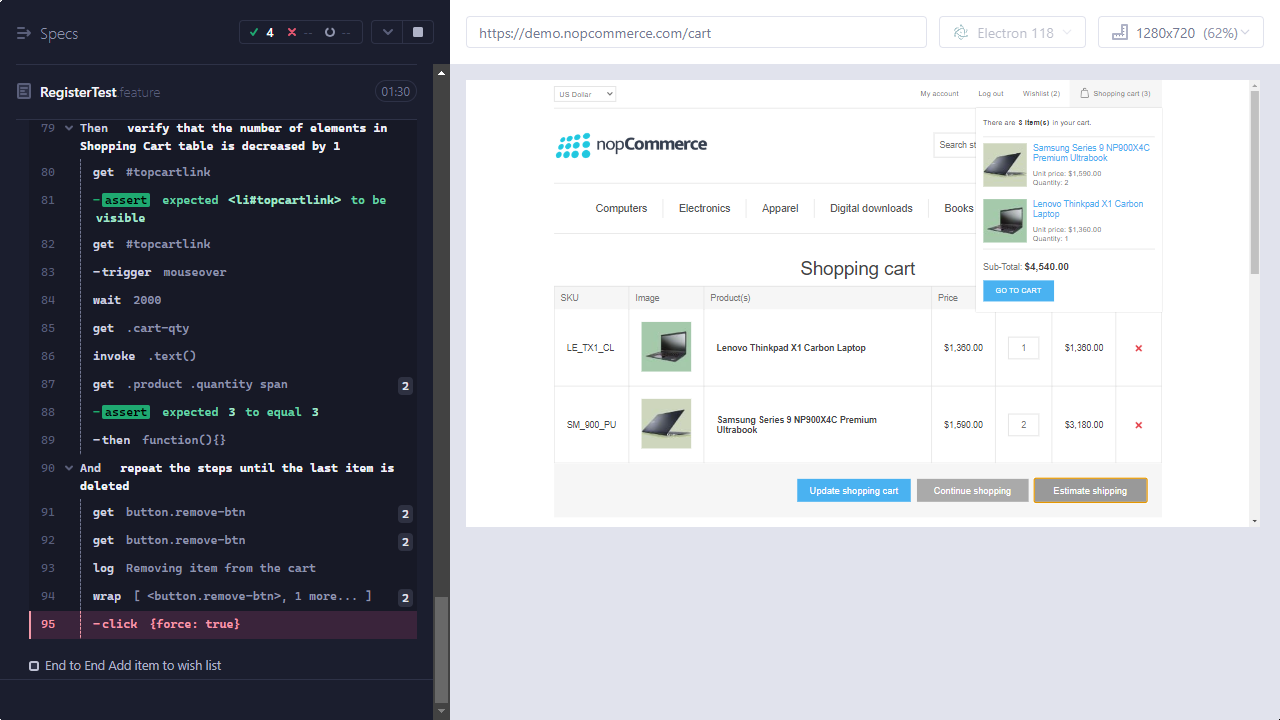 Specs
4
--
--
https://demo.nopcommerce.com/cart
Electron 118
1280x720 (62%)
RegisterTest.feature
01:30
79 Then verify that the number of elements in
Shopping Cart table is decreased by 1
80 get #topcartlink
81 -assert expected <li#topcartlink> to be
visible
82 get #topcartlink
83 -trigger mouseover
84 wait 2000
85 get .cart-qty
86 invoke .text()
87 get .product .quantity span 2
88 -assert expected 3 to equal 3
89 -then function(){}
90 And repeat the steps until the last item is
deleted
91 get button.remove-btn 2
92 get button.remove-btn 2
93 log Removing item from the cart
94 wrap [ <button.remove-btn>, 1 more... ] 2
95 -click {force: true}
End to End Add item to wish list
US Dollar
My account
Log out
Wishlist (2)
Shopping cart (3)
There are 3 item(s) in your cart.
Samsung Series 9 NP900X4C
Premium Ultrabook
Unit price: $1,590.00
Quantity: 2
Lenovo Thinkpad X1 Carbon
Laptop
Unit price: $1,360.00
Quantity: 1
Sub-Total: $4,540.00
GO TO CART
nopCommerce
Search st
Computers
Electronics
Apparel
Digital downloads
Books
Shopping cart
SKU Image Product(s) Price
LE_TX1_CL Lenovo Thinkpad X1 Carbon Laptop $1,360.00 1 $1,360.00
SM_900_PU Samsung Series 9 NP900X4C Premium
Ultrabook $1,590.00 2 $3,180.00
Update shopping cart
Continue shopping
Estimate shipping